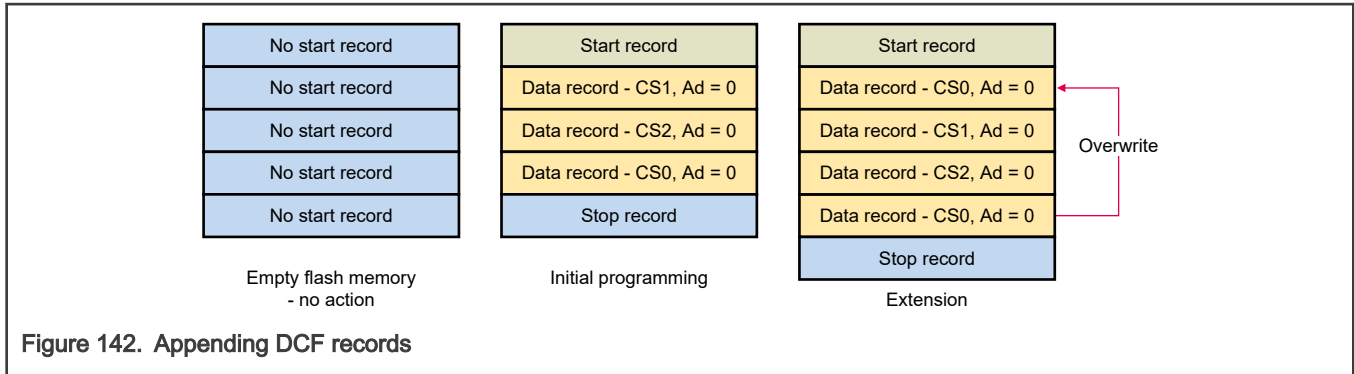 No start record
No start record
No start record
No start record
No start record
Empty flash memory
- no action
Start record
Data record - CS1, Ad = 0
Data record - CS2, Ad = 0
Data record - CS0, Ad = 0
Stop record
Initial programming
Start record
Data record - CS0, Ad = 0
Data record - CS1, Ad = 0
Data record - CS2, Ad = 0
Data record - CS0, Ad = 0
Stop record
Extension
Overwrite
Figure 142. Appending DCF records